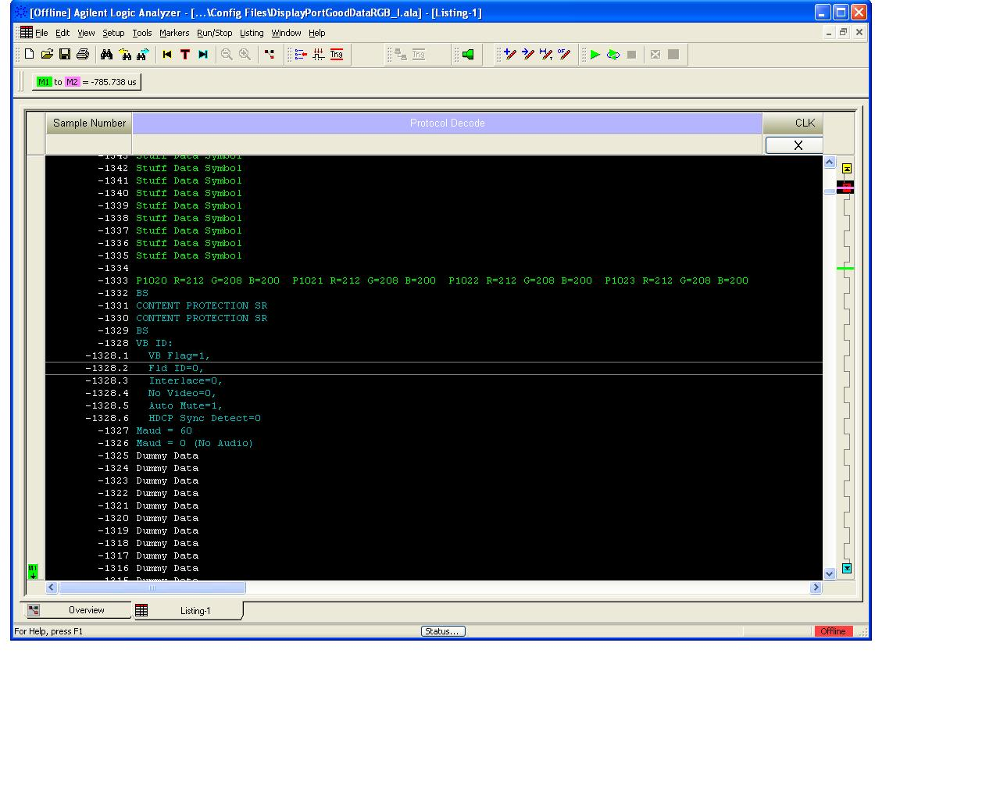 [Offline] Agilent Logic Analyzer - [...\Config Files\DisplayPortGoodDataRGB_I.ala] - [Listing-1]
File Edit View Setup Tools Markers Run/Stop Listing Window Help
T Trig Trig
M1 to M2 = -785.738 us
Sample Number Protocol Decode CLK
X
-1343 Stuff Data Symbol
-1342 Stuff Data Symbol
-1341 Stuff Data Symbol
-1340 Stuff Data Symbol
-1339 Stuff Data Symbol
-1338 Stuff Data Symbol
-1337 Stuff Data Symbol
-1336 Stuff Data Symbol
-1335 Stuff Data Symbol
-1334
-1333 P1020 R=212 G=208 B=200 P1021 R=212 G=208 B=200 P1022 R=212 G=208 B=200 P1023 R=212 G=208 B=200
-1332 BS
-1331 CONTENT PROTECTION SR
-1330 CONTENT PROTECTION SR
-1329 BS
-1328 VB ID:
-1328.1 VB Flag=1,
-1328.2 Fld ID=0,
-1328.3 Interlace=0,
-1328.4 No Video=0,
-1328.5 Auto Mute=1,
-1328.6 HDCP Sync Detect=0
-1327 Maud = 60
-1326 Maud = 0 (No Audio)
-1325 Dummy Data
-1324 Dummy Data
-1323 Dummy Data
-1322 Dummy Data
-1321 Dummy Data
-1320 Dummy Data
-1319 Dummy Data
-1318 Dummy Data
-1317 Dummy Data
-1316 Dummy Data
-1315 Dummy Data
M1
Overview Listing-1
For Help, press F1 Status... Offline